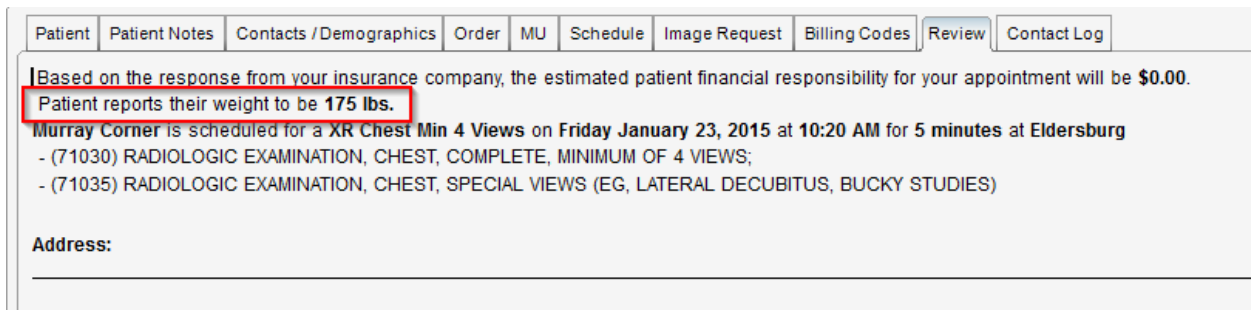 Patient Patient Notes Contacts / Demographics Order MU Schedule Image Request Billing Codes Review Contact Log
Based on the response from your insurance company, the estimated patient financial responsibility for your appointment will be $0.00.
Patient reports their weight to be 175 lbs.
Murray Corner is scheduled for a XR Chest Min 4 Views on Friday January 23, 2015 at 10:20 AM for 5 minutes at Eldersburg
- (71030) RADIOLOGIC EXAMINATION, CHEST, COMPLETE, MINIMUM OF 4 VIEWS;
- (71035) RADIOLOGIC EXAMINATION, CHEST, SPECIAL VIEWS (EG, LATERAL DECUBITUS, BUCKY STUDIES)
Address: